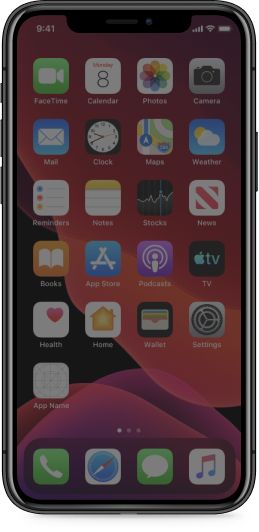 9:41
FaceTime Calendar Photos Camera
Monday
8
Mail Clock Maps Weather
Reminders Notes Stocks News
tv
Books App Store Podcasts TV
Health Home Wallet Settings
App Name